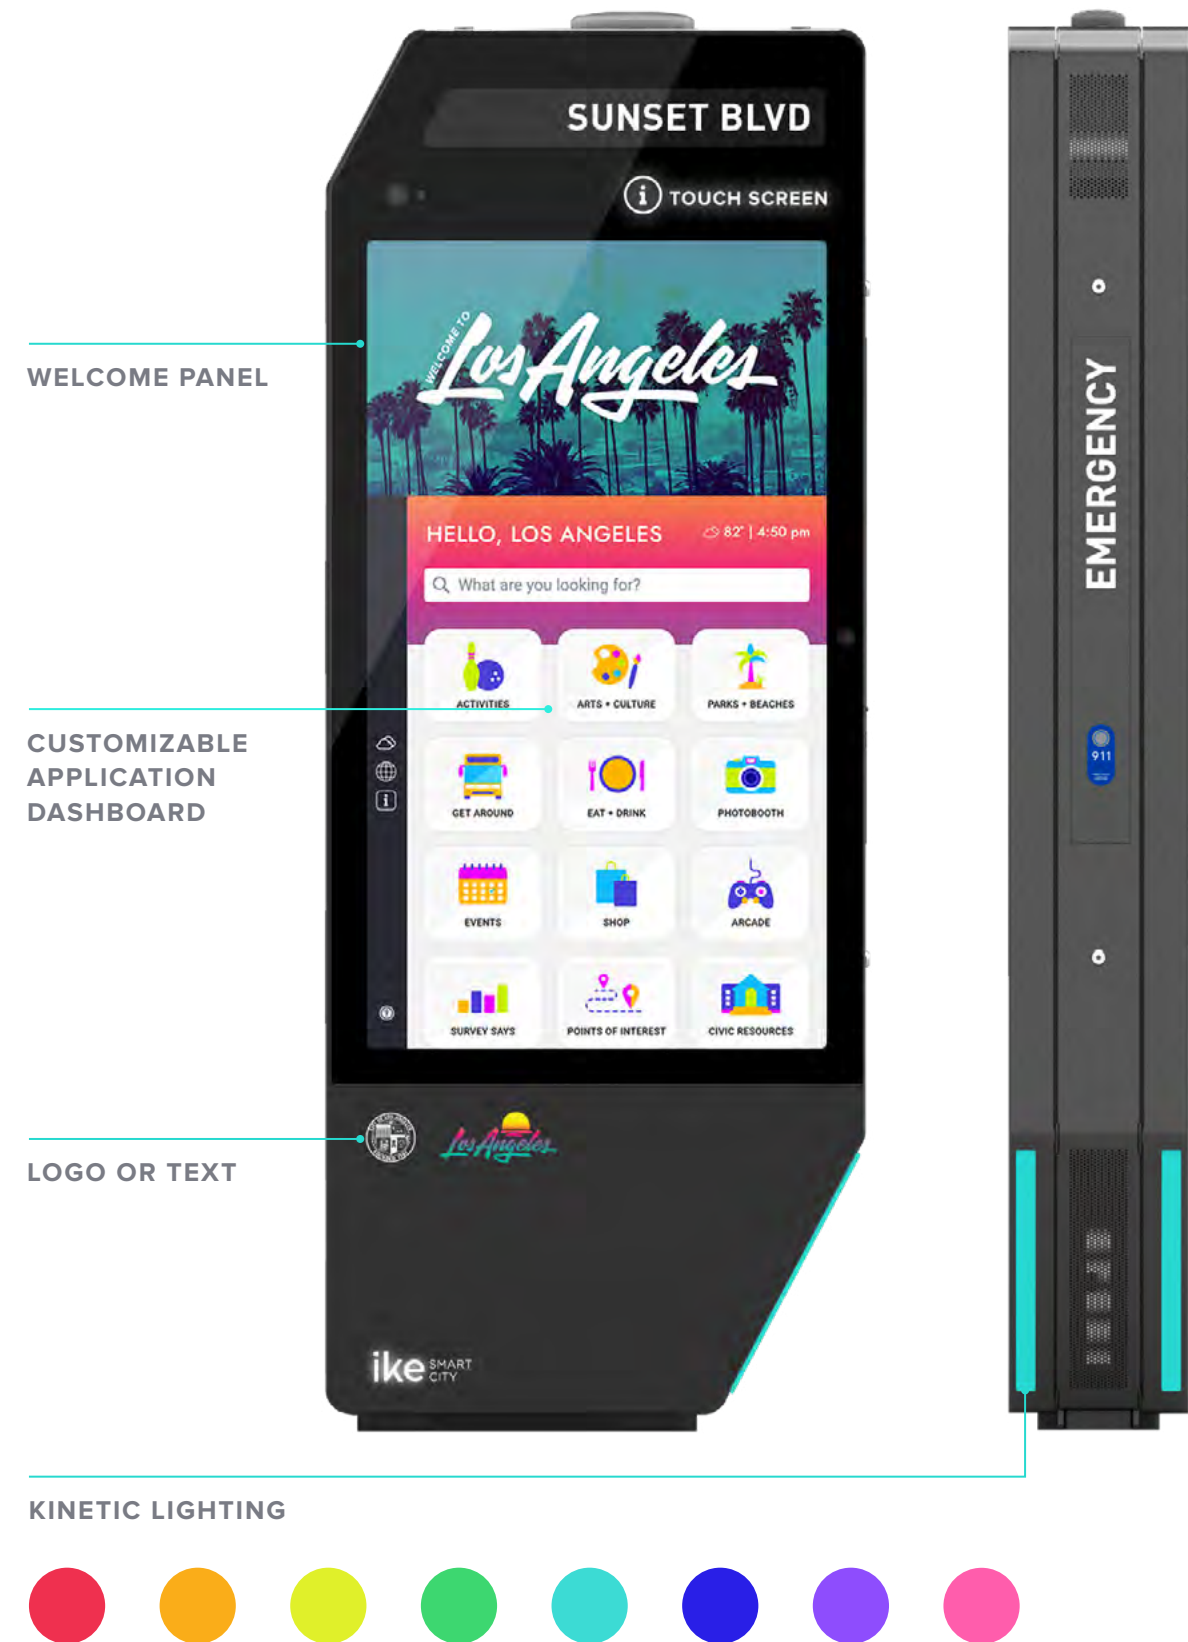 SUNSET BLVD
i TOUCH SCREEN
WELCOME TO
Los Angeles
WELCOME PANEL
HELLO, LOS ANGELES
82° | 4:50 pm
What are you looking for?
ACTIVITIES
ARTS + CULTURE
PARKS + BEACHES
CUSTOMIZABLE
APPLICATION
DASHBOARD
i
GET AROUND
EAT + DRINK
PHOTOBOOTH
EVENTS
SHOP
ARCADE
SURVEY SAYS
POINTS OF INTEREST
CIVIC RESOURCES
LOGO OR TEXT
Los Angeles
ike SMART
CITY
EMERGENCY
911
KINETIC LIGHTING